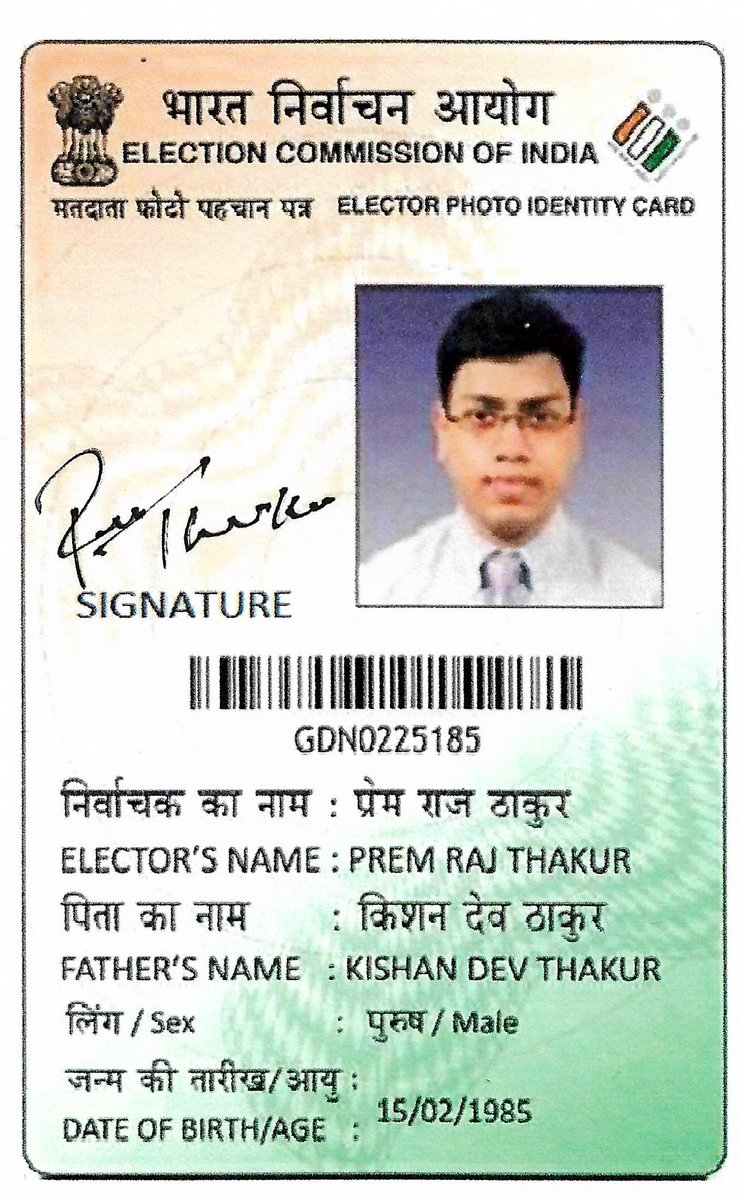 भारत निर्वाचन आयोग
ELECTION COMMISSION OF INDIA
मतदाता फोटो पहचान पत्र ELECTOR PHOTO IDENTITY CARD
Thakur
SIGNATURE
GDN0225185
निर्वाचक का नाम : प्रेम राज ठाकुर
ELECTOR'S NAME : PREM RAJ THAKUR
पिता का नाम : किशन देव ठाकुर
FATHER'S NAME : KISHAN DEV THAKUR
लिंग / Sex : पुरुष / Male
जन्म की तारीख/आयु :
DATE OF BIRTH/AGE : 15/02/1985